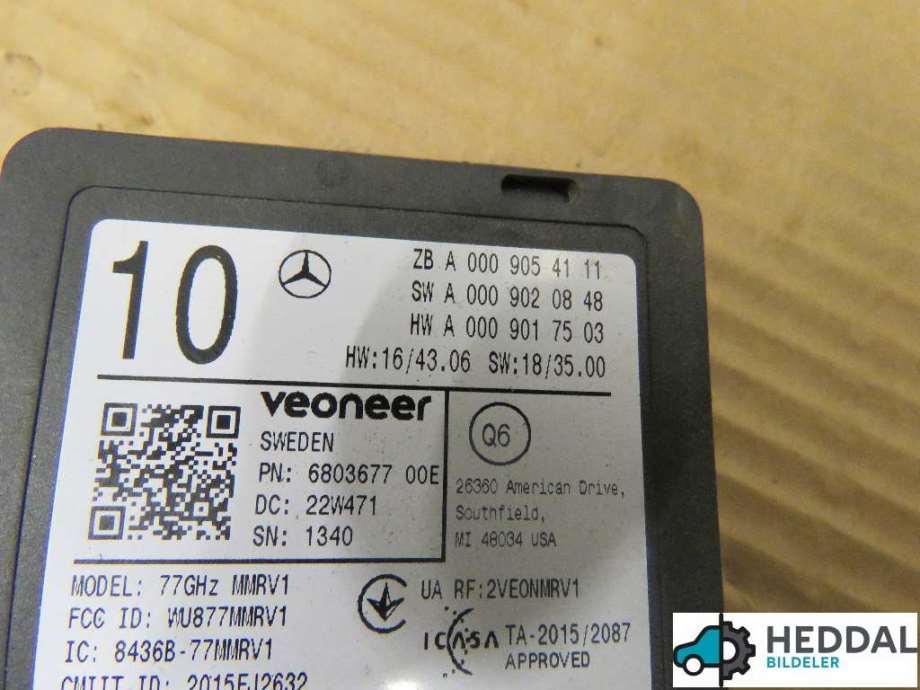 10
ZB A 000 905 41 11
SW A 000 902 08 48
HW A 000 901 75 03
HW:16/43.06 SW:18/35.00
veoneer
SWEDEN
PN: 6803677 00E
DC: 22W471
SN: 1340
Q6
26360 American Drive,
Southfield,
MI 48034 USA
MODEL: 77GHz MMRV1
FCC ID: WU877MMRV1
IC: 8436B-77MMRV1
CMIIT ID: 2015FJ2632
UA RF:2VEONMRV1
ICASA TA-2015/2087
APPROVED
HEDDAL
BILDELER